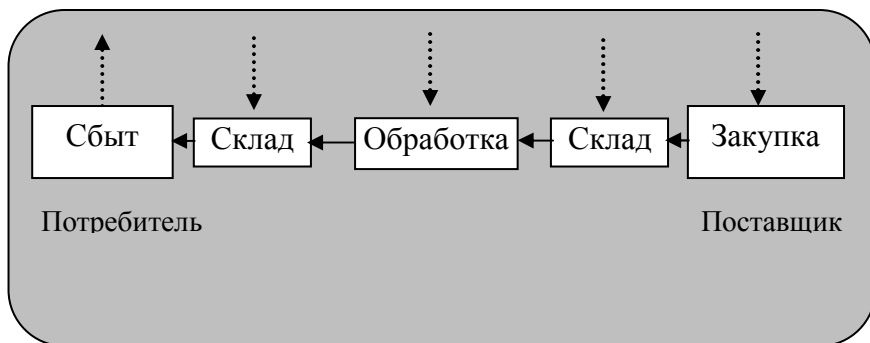 Сбыт Склад Обработка Склад Закупка
Потребитель Поставщик